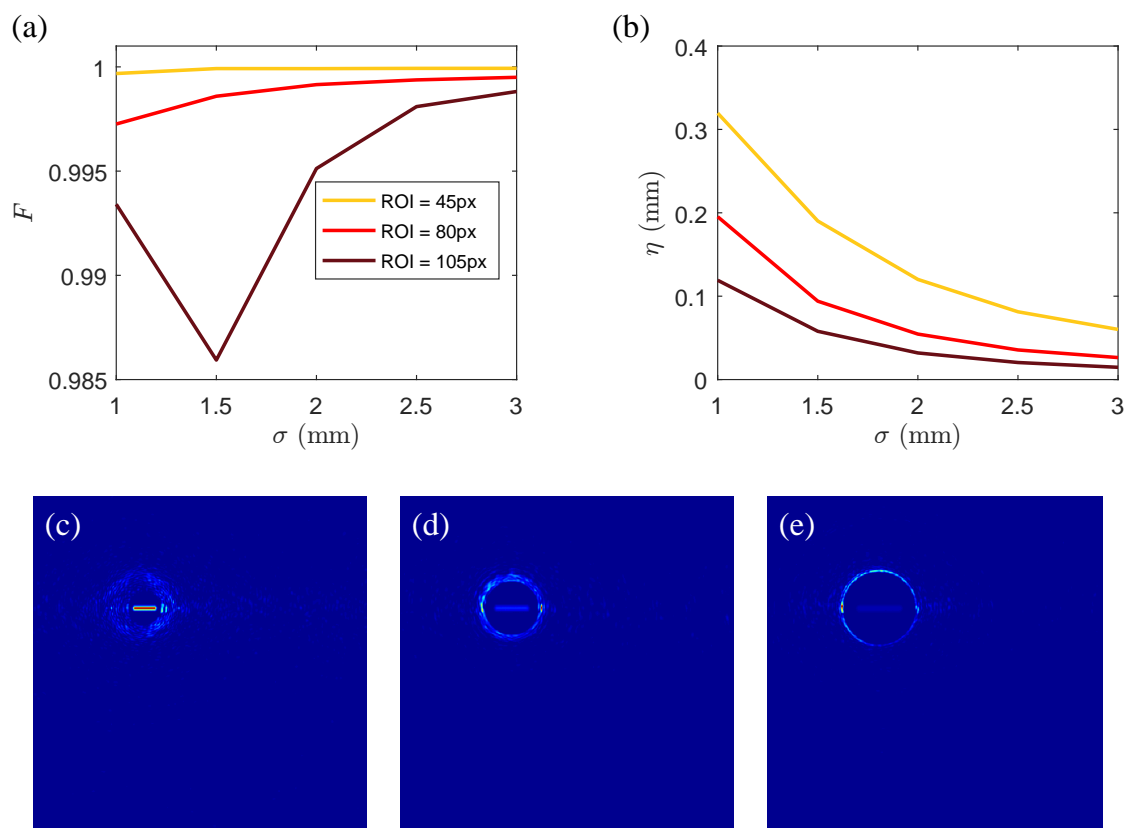 (a)
F
1
0.995
0.99
0.985
1 1.5 2 2.5 3
σ (mm)
ROI = 45px
ROI = 80px
ROI = 105px
(b)
η (mm)
0.4
0.3
0.2
0.1
0
1 1.5 2 2.5 3
σ (mm)
(c)
(d)
(e)